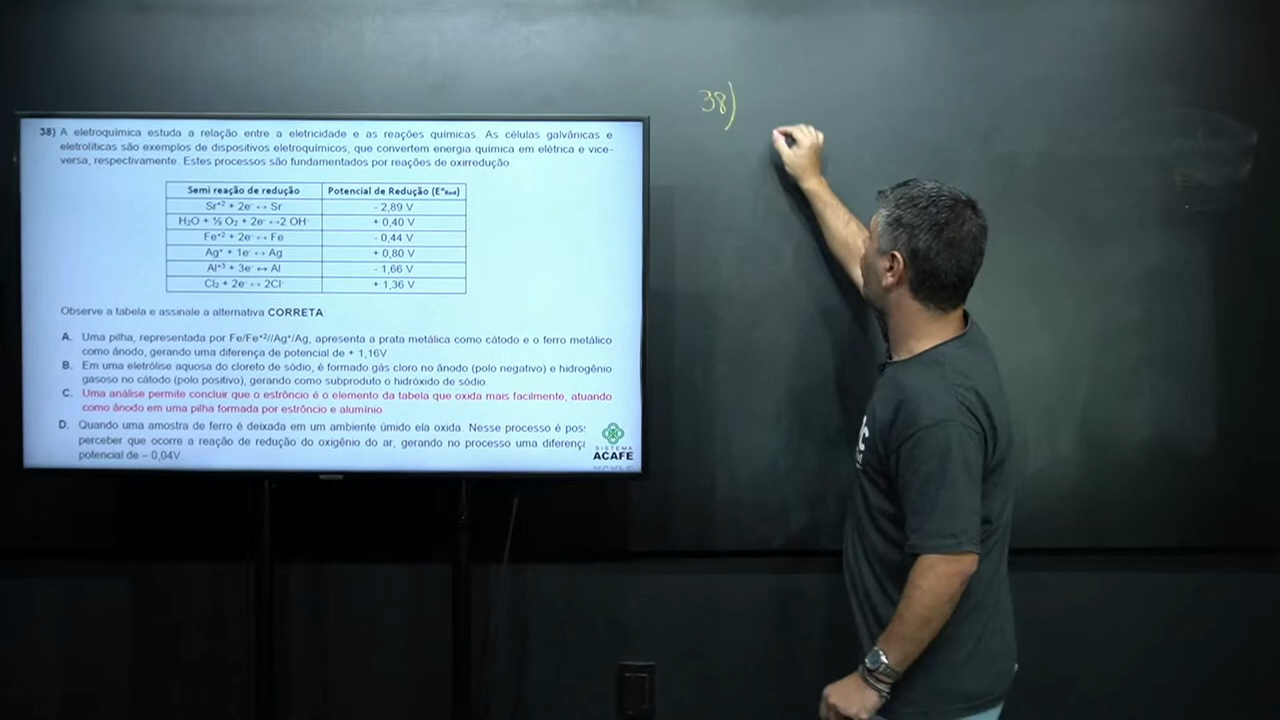 38)
38) A eletroquímica estuda a relação entre a eletricidade e as reações químicas. As células galvânicas e
eletrolíticas são exemplos de dispositivos eletroquímicos, que convertem energia química em elétrica e vice-
versa, respectivamente. Estes processos são fundamentados por reações de oxirredução.
Semi reação de redução Potencial de Redução (E°Red)
Sr+2 + 2e- ↔ Sr - 2,89 V
H2O + ½ O2 + 2e- ↔2 OH- + 0,40 V
Fe+2 + 2e- ↔ Fe - 0,44 V
Ag+ + 1e- ↔ Ag + 0,80 V
Al+3 + 3e- ↔ Al - 1,66 V
Cl2 + 2e- ↔ 2Cl- + 1,36 V
Observe a tabela e assinale a alternativa CORRETA
A. Uma pilha, representada por Fe/Fe+2//Ag+/Ag, apresenta a prata metálica como cátodo e o ferro metálico
como ânodo, gerando uma diferença de potencial de + 1,16V
B. Em uma eletrólise aquosa do cloreto de sódio, é formado gás cloro no ânodo (polo negativo) e hidrogênio
gasoso no cátodo (polo positivo), gerando como subproduto o hidróxido de sódio
C. Uma análise permite concluir que o estrôncio é o elemento da tabela que oxida mais facilmente, atuando
como ânodo em uma pilha formada por estrôncio e alumínio
D. Quando uma amostra de ferro é deixada em um ambiente úmido ela oxida. Nesse processo é pos
perceber que ocorre a reação de redução do oxigênio do ar, gerando no processo uma diferenç
potencial de – 0,04V
SISTEMA
ACAFE